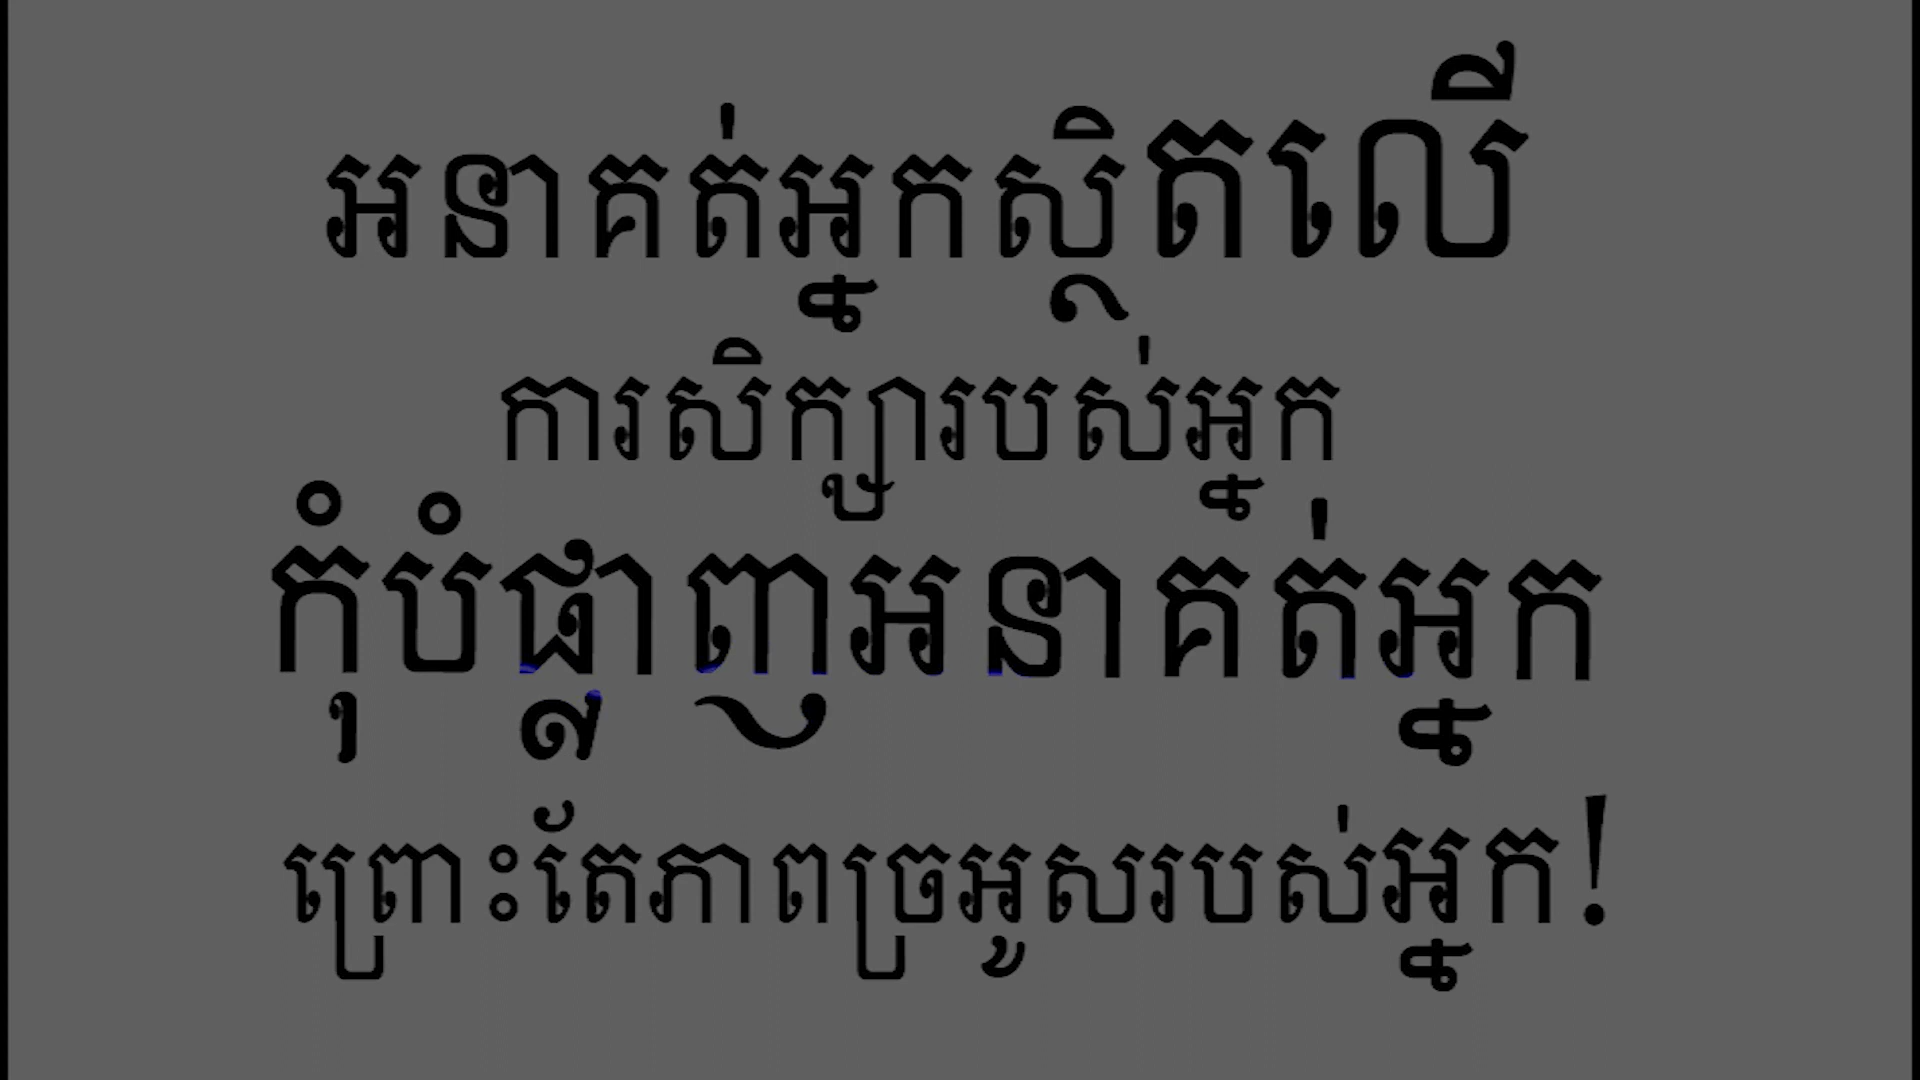 អនាគត់អ្នកស្ថិតលើ
ការសិក្សារបស់អ្នក
កុំបំផ្លាញអនាគត់អ្នក
ព្រោះតែភាពច្រអូសរបស់អ្នក!